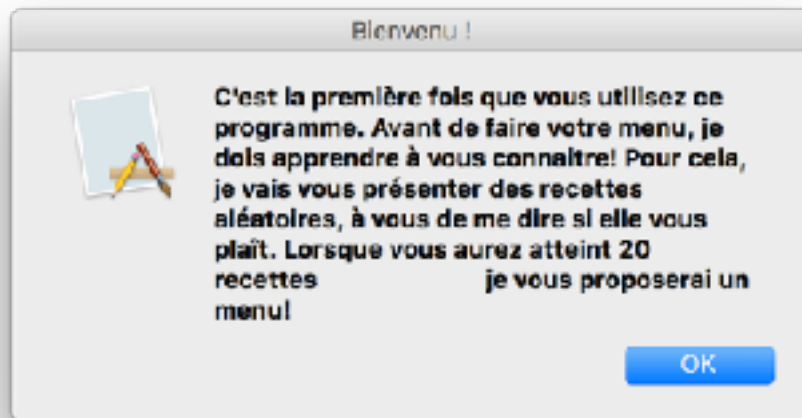 Bienvenu !
C'est la première fois que vous utilisez ce
programme. Avant de faire votre menu, je
dois apprendre à vous connaitre! Pour cela,
je vais vous présenter des recettes
aléatoires, à vous de me dire si elle vous
plaît. Lorsque vous aurez atteint 20
recettes je vous proposerai un
menu!
OK